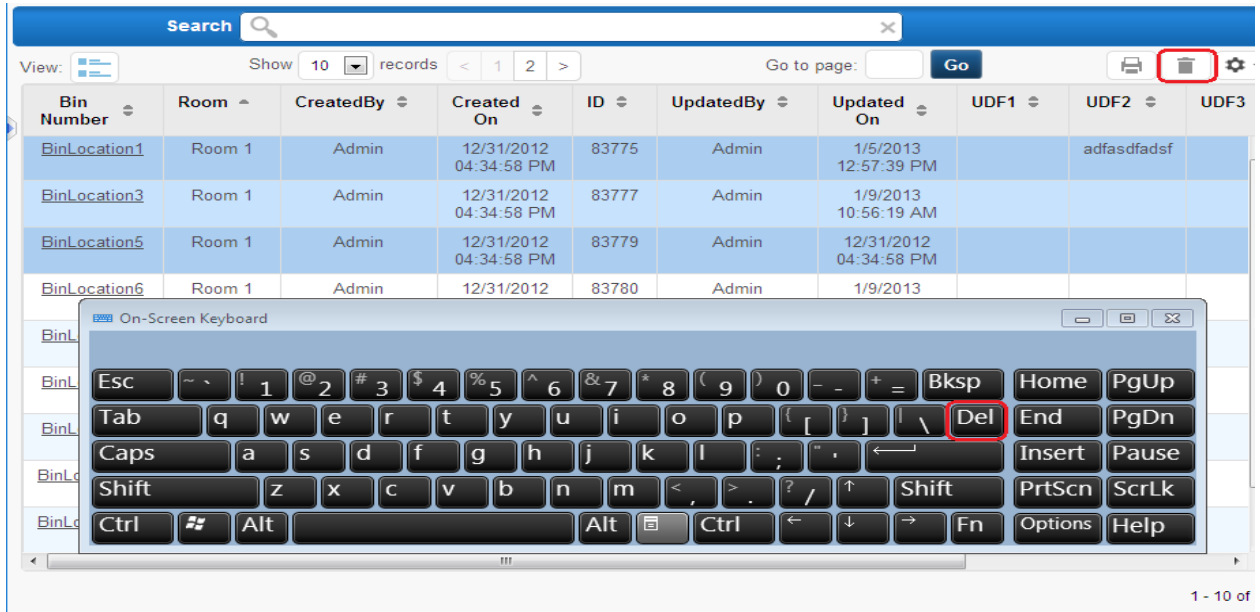 Search
View: Show 10 records < 1 2 > Go to page: Go
Bin Number Room CreatedBy Created On ID UpdatedBy Updated On UDF1 UDF2 UDF3
BinLocation1 Room 1 Admin 12/31/2012 04:34:58 PM 83775 Admin 1/5/2013 12:57:39 PM adfasdfadsf
BinLocation3 Room 1 Admin 12/31/2012 04:34:58 PM 83777 Admin 1/9/2013 10:56:19 AM
BinLocation5 Room 1 Admin 12/31/2012 04:34:58 PM 83779 Admin 12/31/2012 04:34:58 PM
BinLocation6 Room 1 Admin 12/31/2012 83780 Admin 1/9/2013
On-Screen Keyboard
BinL
BinL
Esc ~ ` ! 1 @ 2 # 3 $ 4 % 5 ^ 6 & 7 * 8 ( 9 ) 0 _ - + = Bksp Home PgUp
Tab q w e r t y u i o p { [ } ] | \ Del End PgDn
BinL
Caps a s d f g h j k l : ; " ' Insert Pause
BinLo
Shift z x c v b n m < , > . ? / ↑ Shift PrtScn ScrLk
BinLo
Ctrl Alt Alt Ctrl ← ↓ → Fn Options Help
1 - 10 of